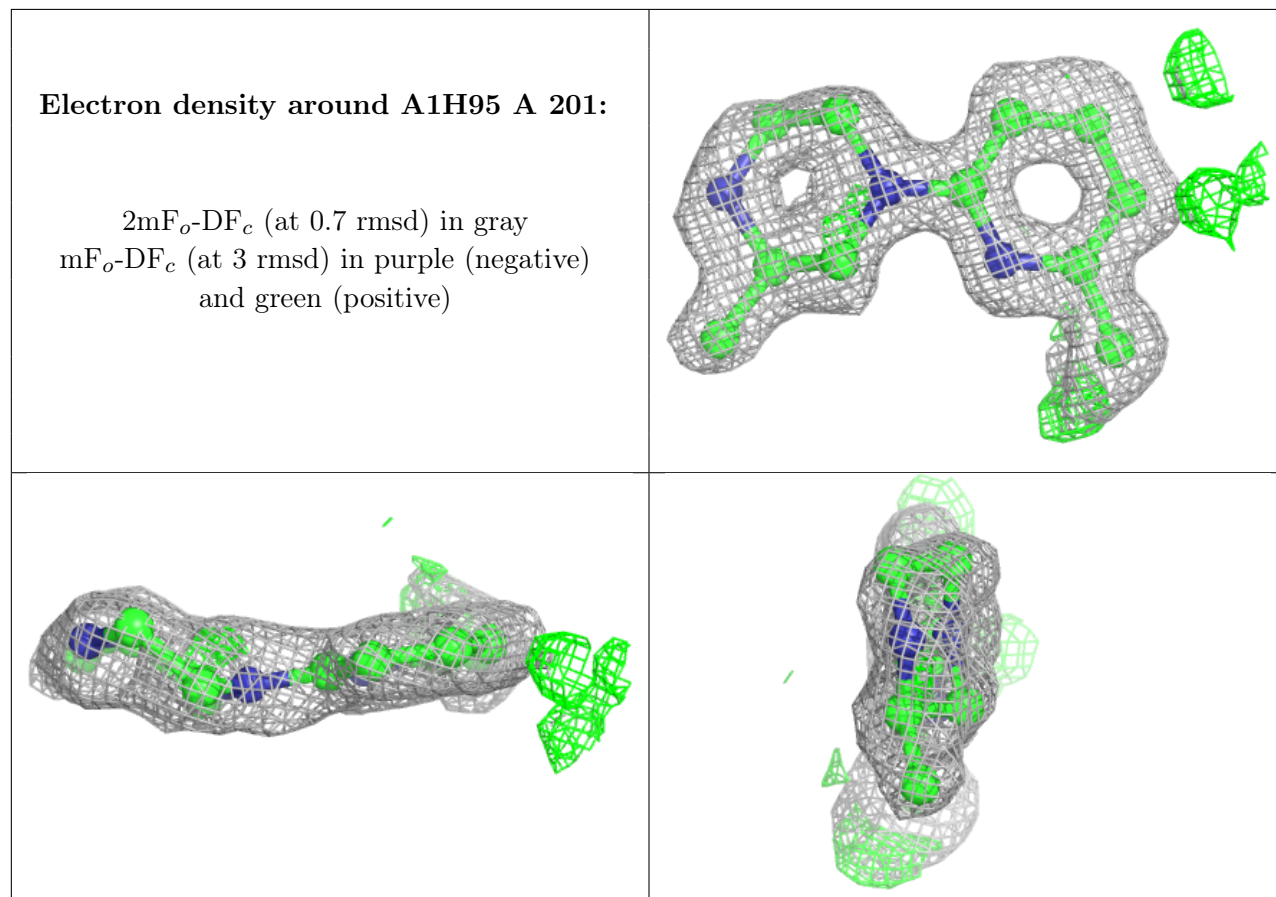 Electron density around A1H95 A 201:
2mFo-DFc (at 0.7 rmsd) in gray
mFo-DFc (at 3 rmsd) in purple (negative)
and green (positive)